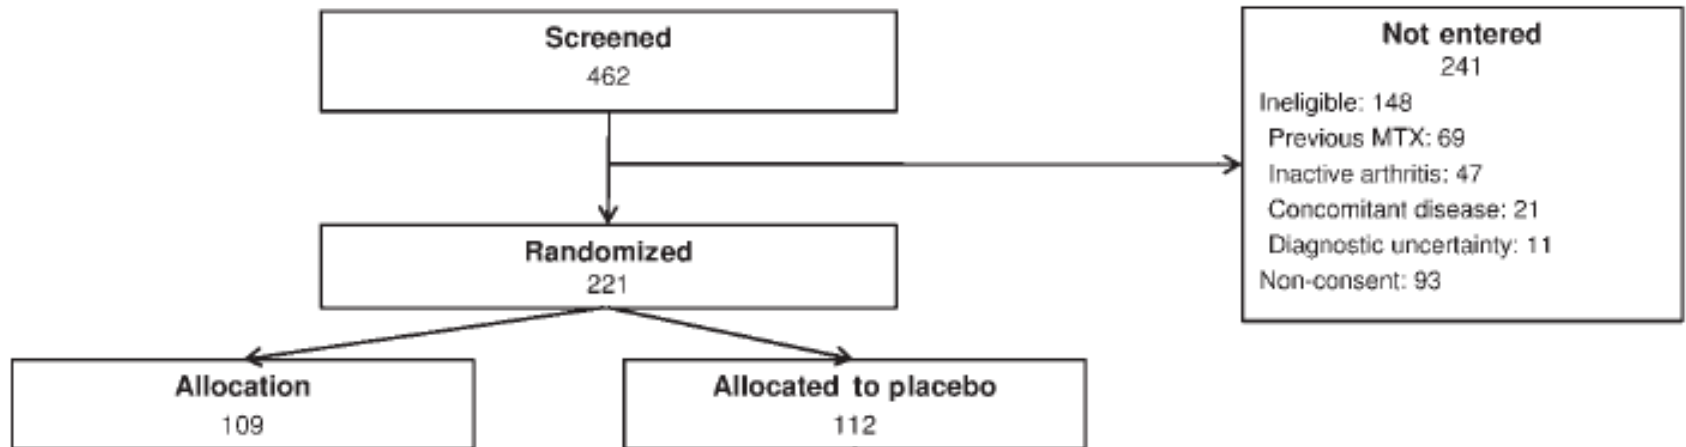 Screened
462
Not entered
241
Ineligible: 148
Previous MTX: 69
Inactive arthritis: 47
Concomitant disease: 21
Diagnostic uncertainty: 11
Non-consent: 93
Randomized
221
Allocation
109
Allocated to placebo
112